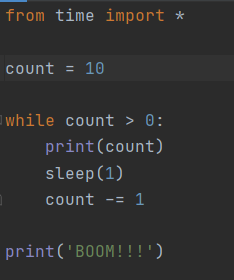 from time import *
count = 10
while count > 0:
    print(count)
    sleep(1)
    count -= 1
print('BOOM!!!')